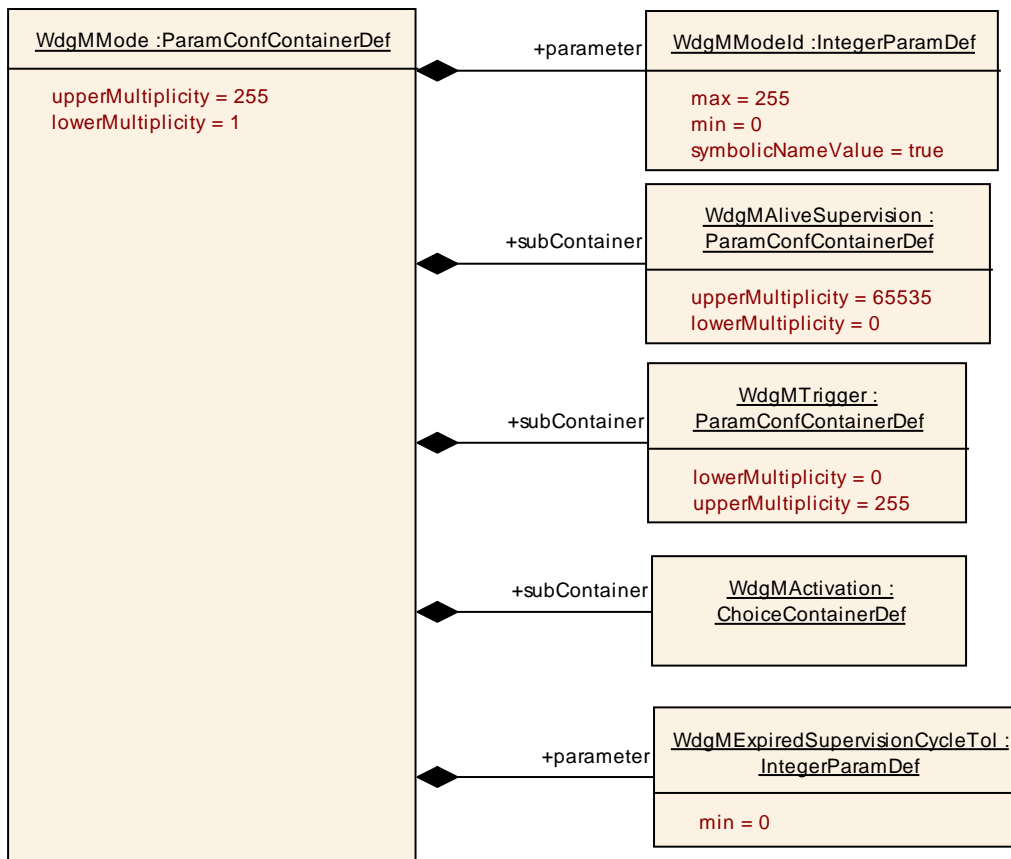 WdgMMode :ParamConfContainerDef
upperMultiplicity = 255
lowerMultiplicity = 1
+parameter
WdgMModeId :IntegerParamDef
max = 255
min = 0
symbolicNameValue = true
+subContainer
WdgMAliveSupervision :
ParamConfContainerDef
upperMultiplicity = 65535
lowerMultiplicity = 0
+subContainer
WdgMTrigger :
ParamConfContainerDef
lowerMultiplicity = 0
upperMultiplicity = 255
+subContainer
WdgMActivation :
ChoiceContainerDef
+parameter
WdgMExpiredSupervisionCycleTol :
IntegerParamDef
min = 0